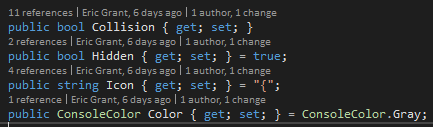 11 references | Eric Grant, 6 days ago | 1 author, 1 change
public bool Collision { get; set; }
2 references | Eric Grant, 6 days ago | 1 author, 1 change
public bool Hidden { get; set; } = true;
4 references | Eric Grant, 6 days ago | 1 author, 1 change
public string Icon { get; set; } = "{";
1 reference | Eric Grant, 6 days ago | 1 author, 1 change
public ConsoleColor Color { get; set; } = ConsoleColor.Gray;